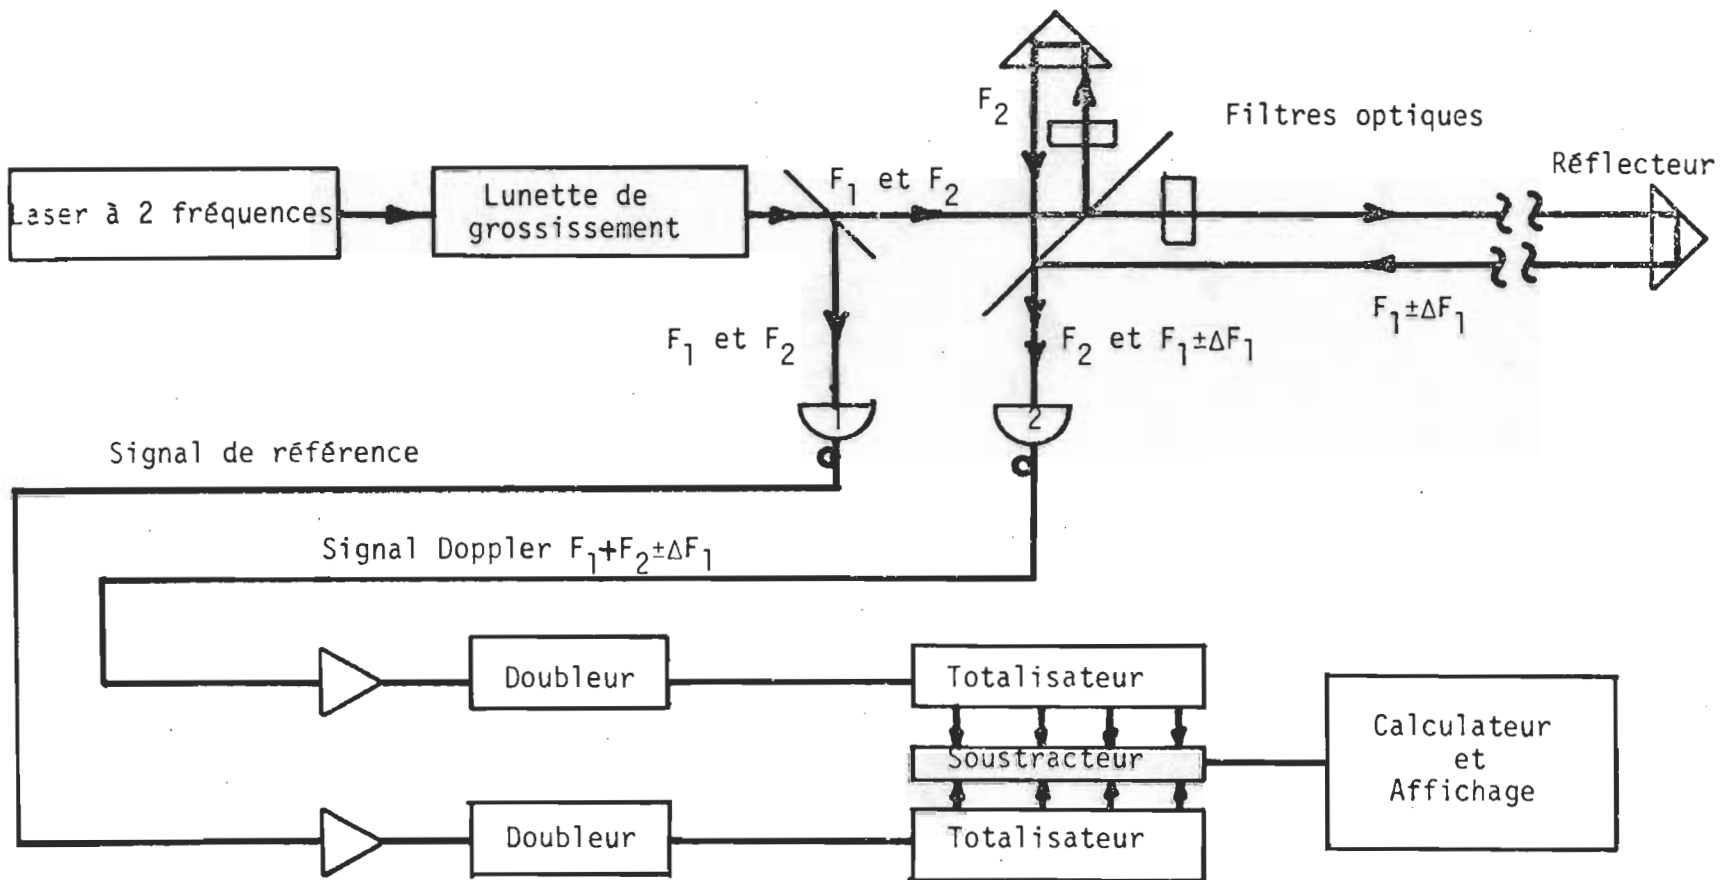 F₂
Filtres optiques
Réflecteur
Laser à 2 fréquences
Lunette de
grossissement
F₁ et F₂
F₁±ΔF₁
F₁ et F₂
F₂ et F₁±ΔF₁
1
2
Signal de référence
Signal Doppler F₁+F₂±ΔF₁
Doubleur
Totalisateur
Soustracteur
Calculateur
et
Affichage
Doubleur
Totalisateur